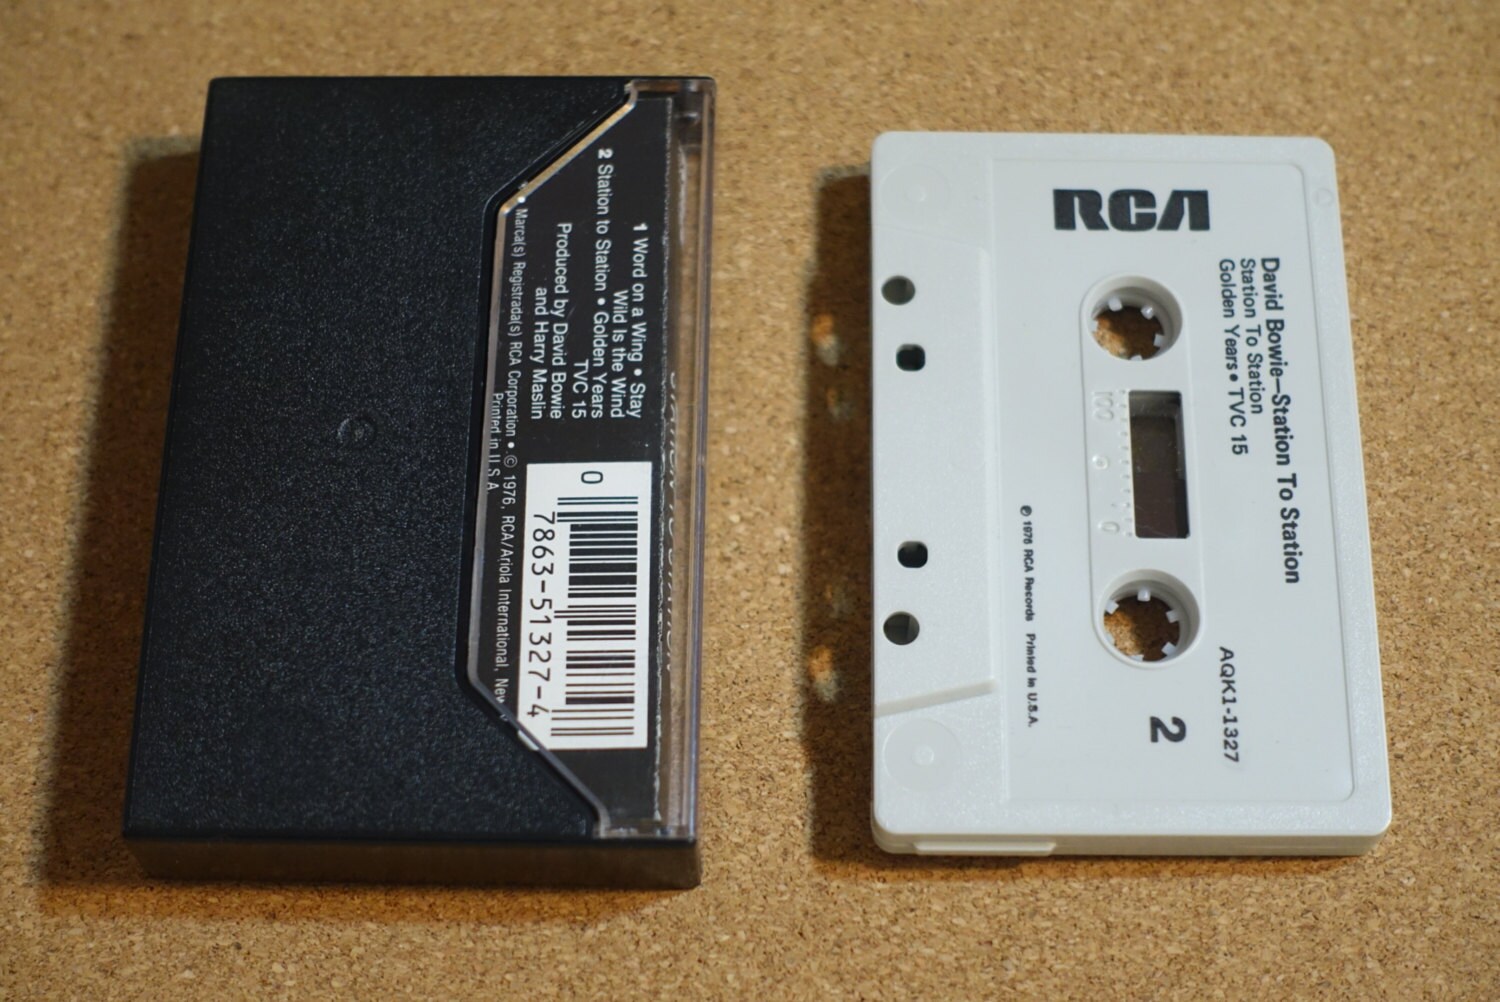 1 Word on a Wing • Stay
Wild Is the Wind
2 Station to Station • Golden Years
TVC 15
Produced by David Bowie
and Harry Maslin
Marca(s) Registrada(s) RCA Corporation • © 1976, RCA/Ariola International, New
Printed in U.S.A.
0
7863-51327-4
RCA
David Bowie—Station To Station
Station To Station
Golden Years • TVC 15
AQK1-1327
2
100
0
℗ 1976 RCA Records Printed in U.S.A.